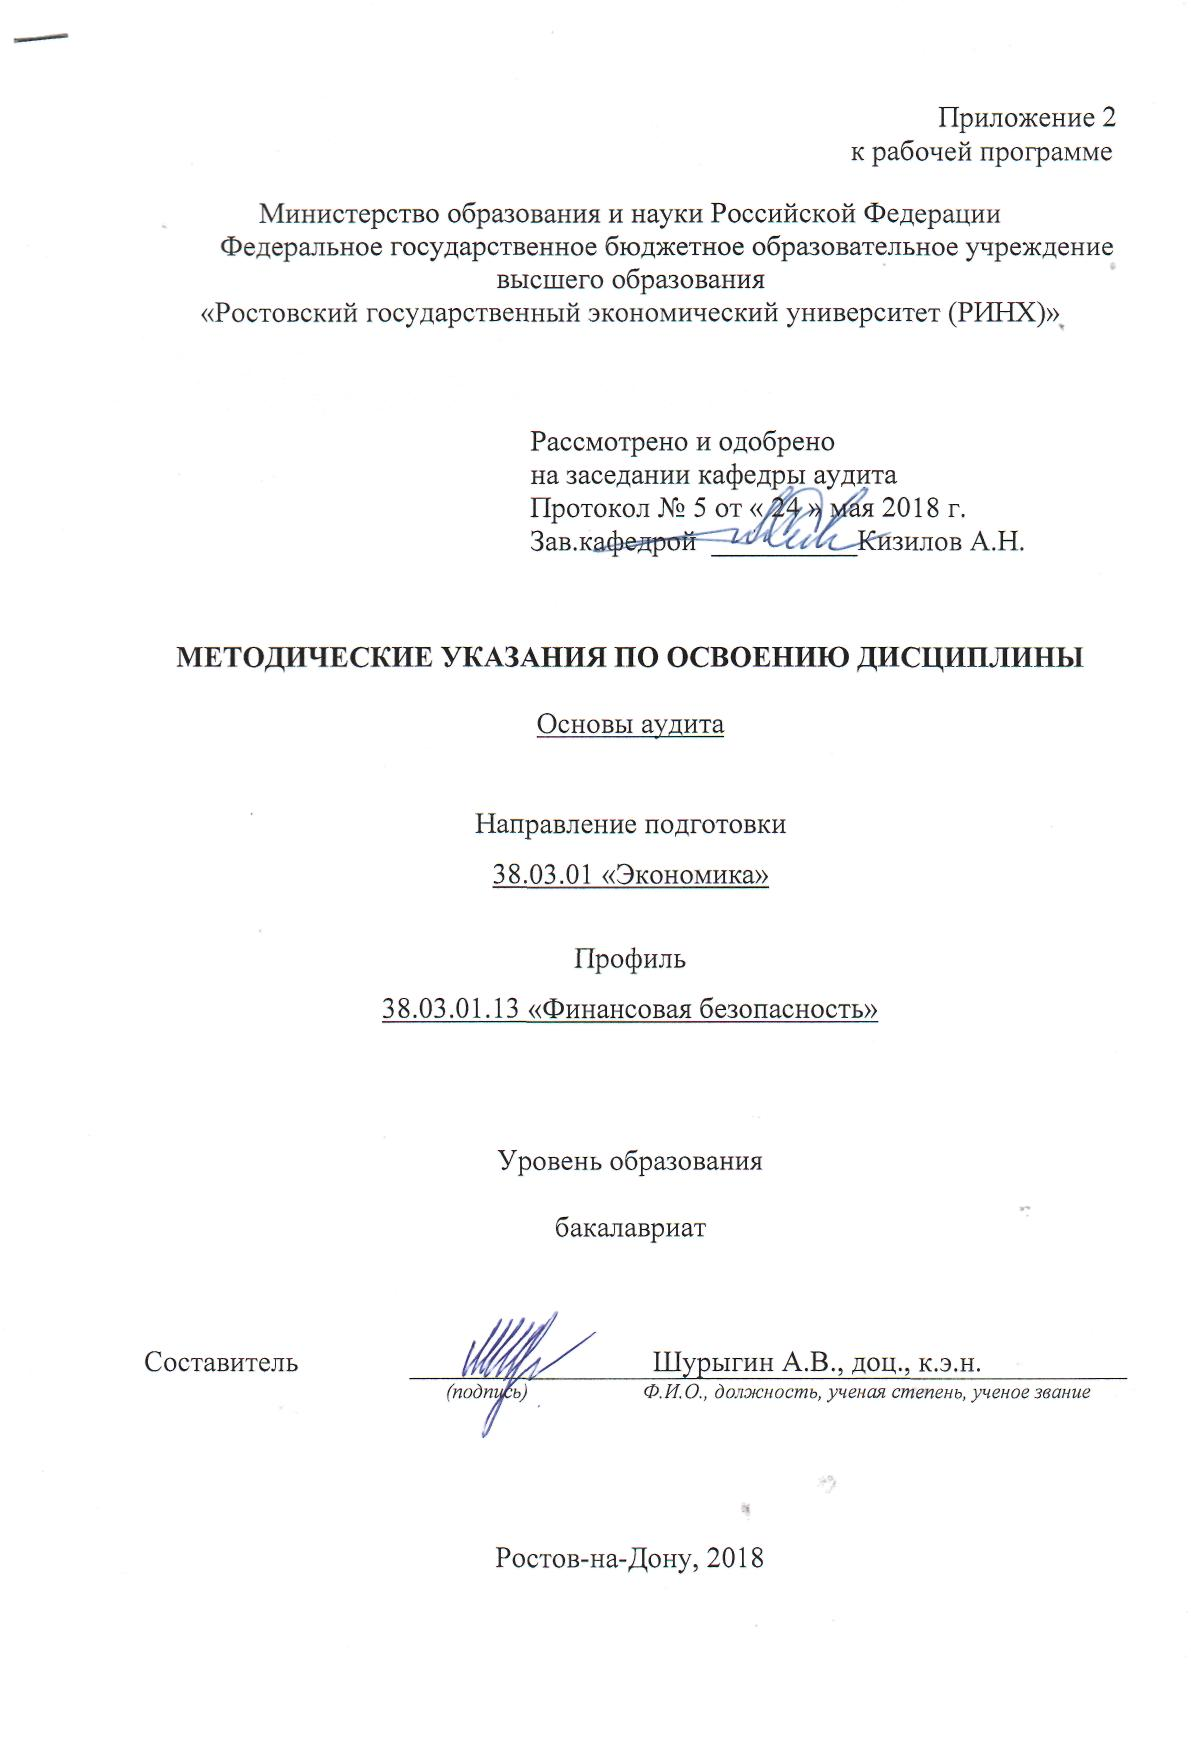 Приложение 2
к рабочей программе
Министерство образования и науки Российской Федерации
Федеральное государственное бюджетное образовательное учреждение
высшего образования
«Ростовский государственный экономический университет (РИНХ)»
Рассмотрено и одобрено
на заседании кафедры аудита
Протокол № 5 от « 24 » мая 2018 г.
Зав.кафедрой __________Кизилов А.Н.
МЕТОДИЧЕСКИЕ УКАЗАНИЯ ПО ОСВОЕНИЮ ДИСЦИПЛИНЫ
Основы аудита
Направление подготовки
38.03.01 «Экономика»
Профиль
38.03.01.13 «Финансовая безопасность»
Уровень образования
бакалавриат
Составитель Шурыгин А.В., доц., к.э.н.
(подпись) Ф.И.О., должность, ученая степень, ученое звание
Ростов-на-Дону, 2018